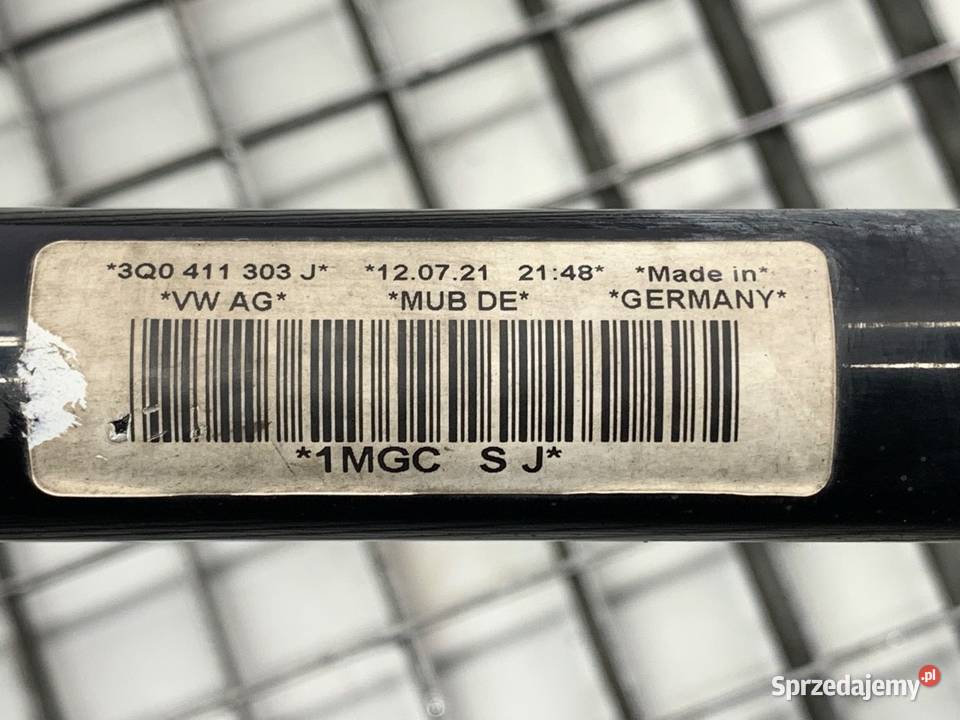 *3Q0 411 303 J* *12.07.21 21:48* *Made in*
*VW AG* *MUB DE* *GERMANY*
*1MGC S J*
Sprzedajemy.pl